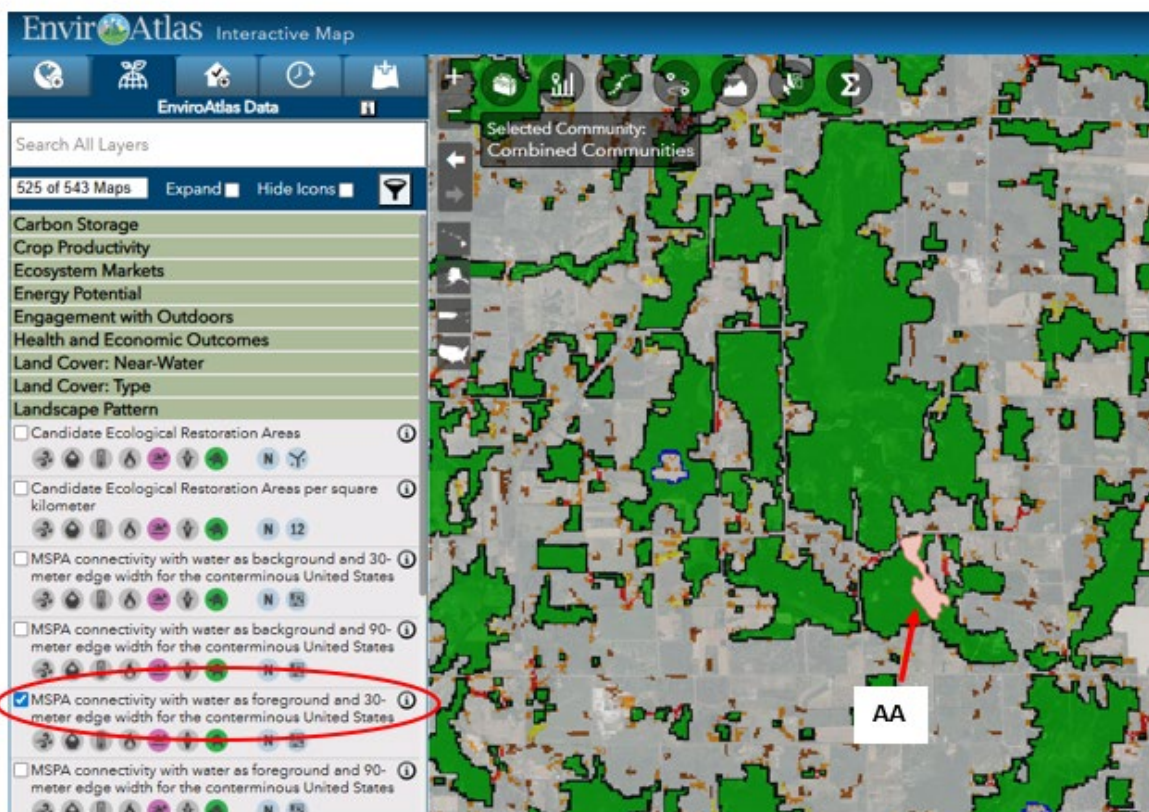 EnviroAtlas Interactive Map
EnviroAtlas Data
Search All Layers
525 of 543 Maps Expand Hide Icons
Carbon Storage
Crop Productivity
Ecosystem Markets
Energy Potential
Engagement with Outdoors
Health and Economic Outcomes
Land Cover: Near-Water
Land Cover: Type
Landscape Pattern
Candidate Ecological Restoration Areas
N
Candidate Ecological Restoration Areas per square
kilometer
N 12
MSPA connectivity with water as background and 30-
meter edge width for the conterminous United States
N
MSPA connectivity with water as background and 90-
meter edge width for the conterminous United States
N
MSPA connectivity with water as foreground and 30-
meter edge width for the conterminous United States
N
MSPA connectivity with water as foreground and 90-
meter edge width for the conterminous United States
N
+
Σ
−
Selected Community:
Combined Communities
AA